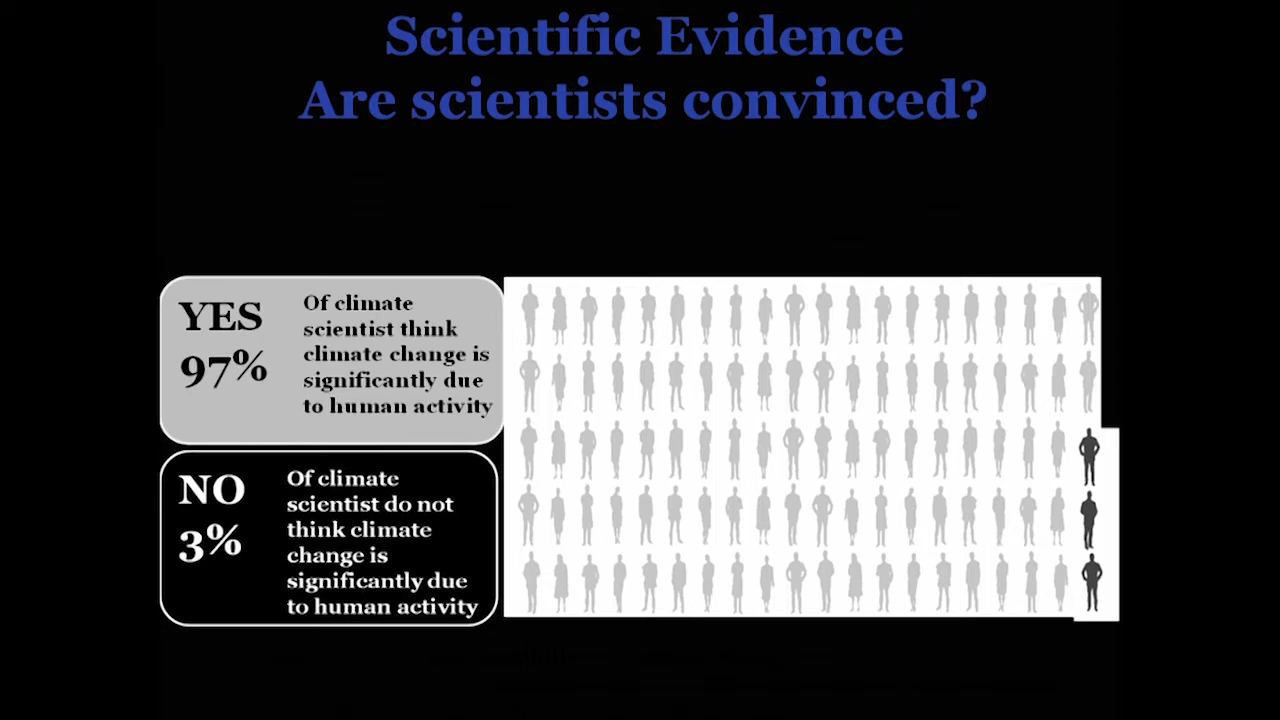 Scientific Evidence
Are scientists convinced?
YES
97%
Of climate
scientist think
climate change is
significantly due
to human activity
NO
3%
Of climate
scientist do not
think climate
change is
significantly due
to human activity